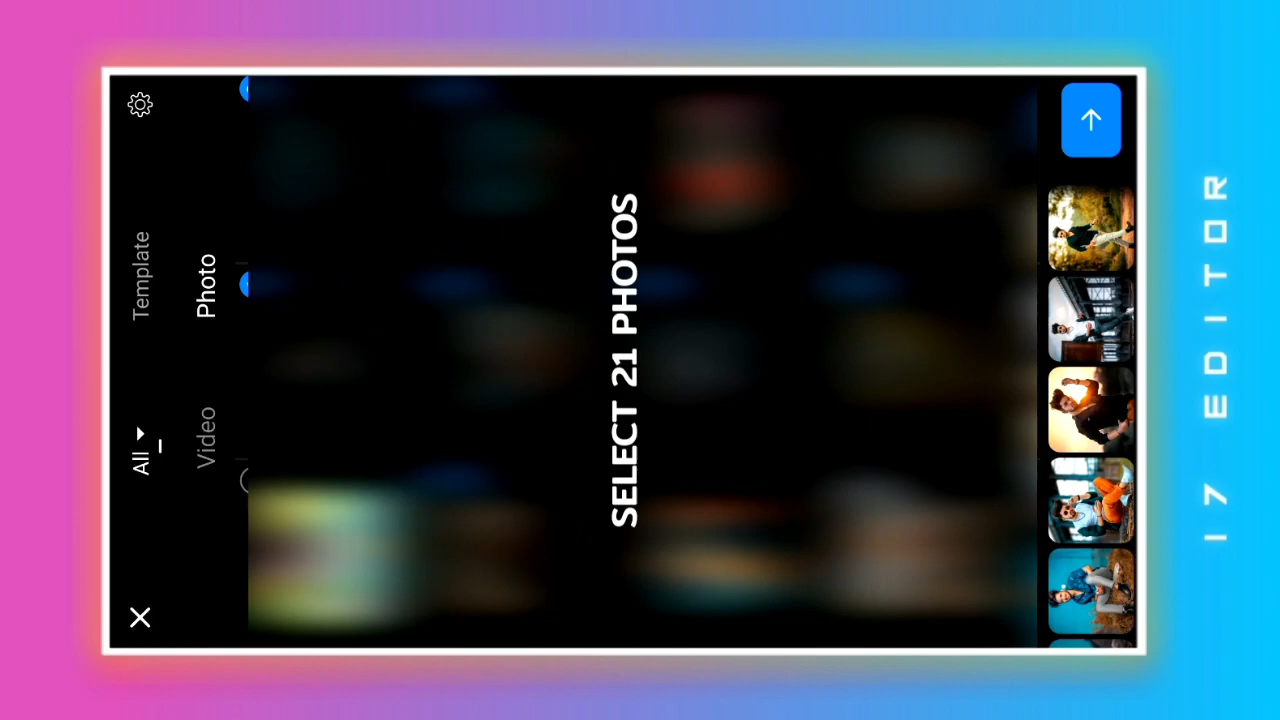 All
Template
Video
Photo
SELECT 21 PHOTOS
I7 EDITOR